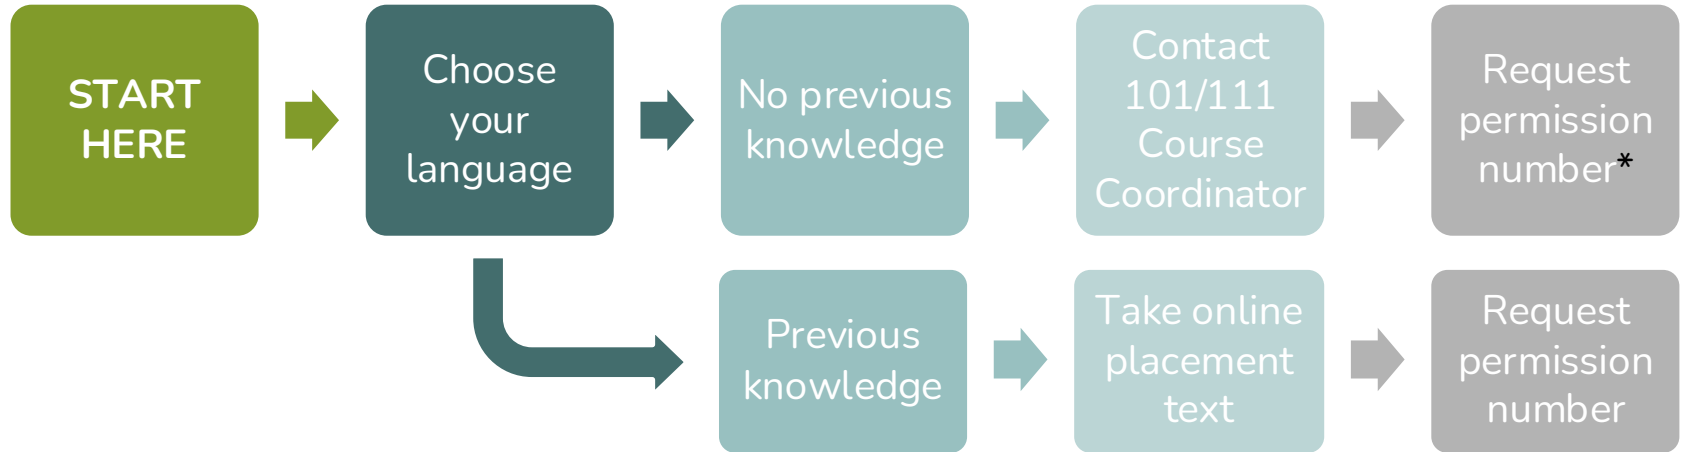 START
HERE
Choose
your
language
No previous
knowledge
Contact
101/111
Course
Coordinator
Request
permission
number*
Previous
knowledge
Take online
placement
text
Request
permission
number